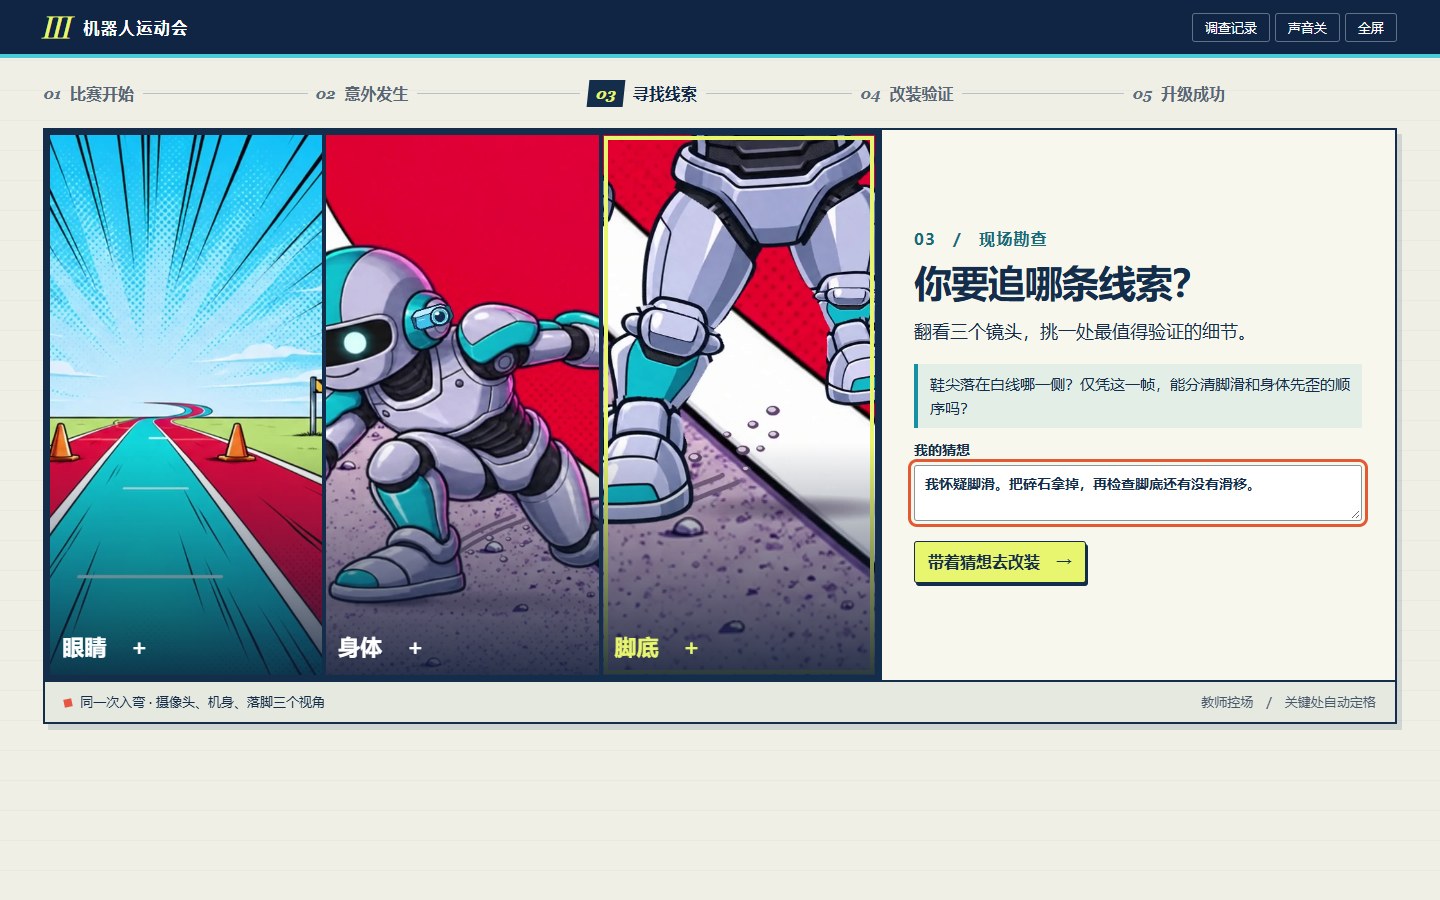 III 机器人运动会
调查记录 声音关 全屏
01 比赛开始 02 意外发生 03 寻找线索 04 改装验证 05 升级成功
03 / 现场勘查
你要追哪条线索？
翻看三个镜头，挑一处最值得验证的细节。
鞋尖落在白线哪一侧？仅凭这一帧，能分清脚滑和身体先歪的顺
序吗？
我的猜想
我怀疑脚滑。把碎石拿掉，再检查脚底还有没有滑移。
带着猜想去改装 →
眼睛 + 身体 + 脚底 +
同一次入弯 · 摄像头、机身、落脚三个视角
教师控场 / 关键处自动定格